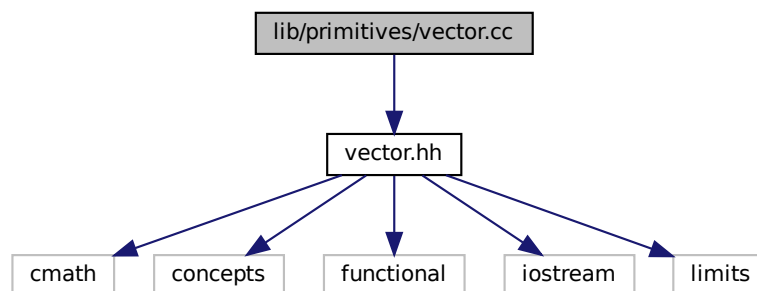 lib/primitives/vector.cc
vector.hh
cmath
concepts
functional
iostream
limits